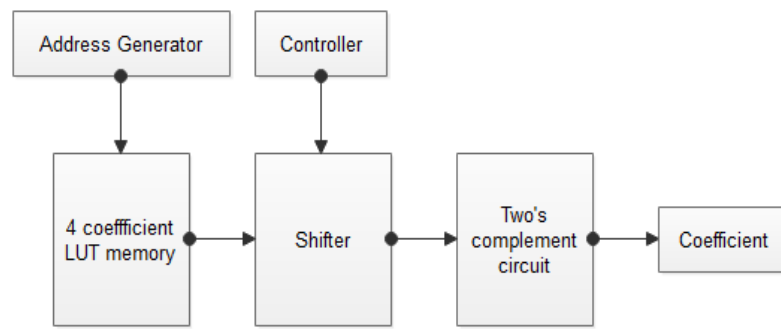 Address Generator
Controller
4 coeffficient
LUT memory
Shifter
Two's
complement
circuit
Coefficient